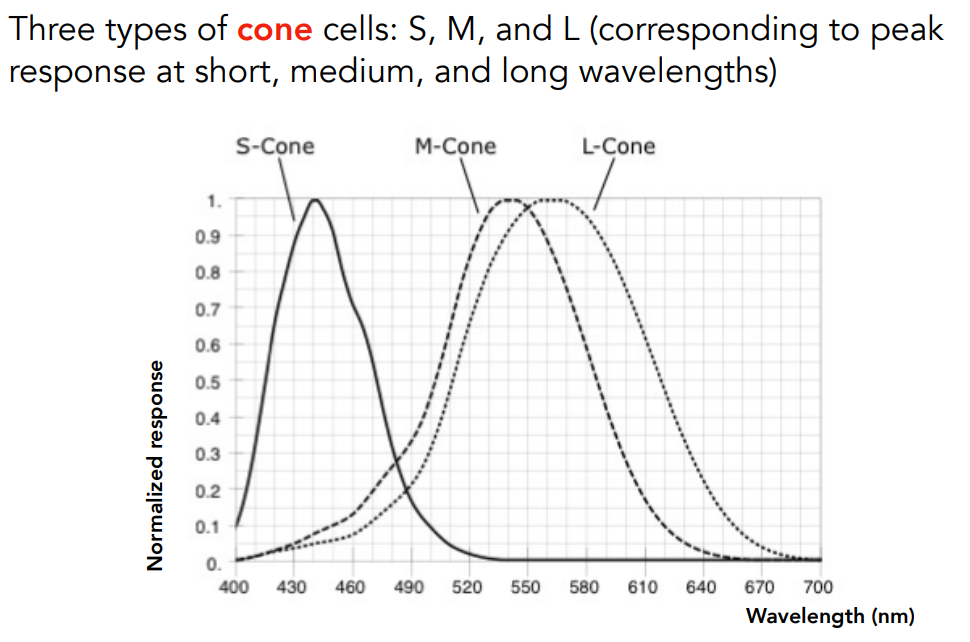 Three types of cone cells: S, M, and L (corresponding to peak
response at short, medium, and long wavelengths)
S-Cone M-Cone L-Cone
1.
0.9
0.8
0.7
0.6
0.5
0.4
0.3
0.2
0.1
0.
Normalized response
400 430 460 490 520 550 580 610 640 670 700
Wavelength (nm)